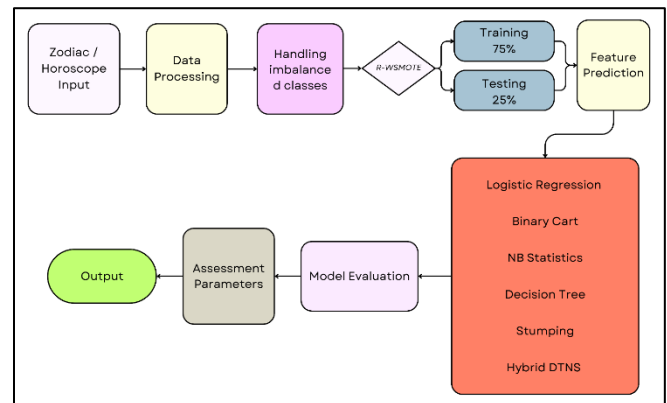 Zodiac /
Horoscope
Input
Data
Processing
Handling
imbalance
d classes
R-WSMOTE
Training
75%
Testing
25%
Feature
Prediction
Logistic Regression
Binary Cart
NB Statistics
Decision Tree
Stumping
Hybrid DTNS
Model Evaluation
Assessment
Parameters
Output